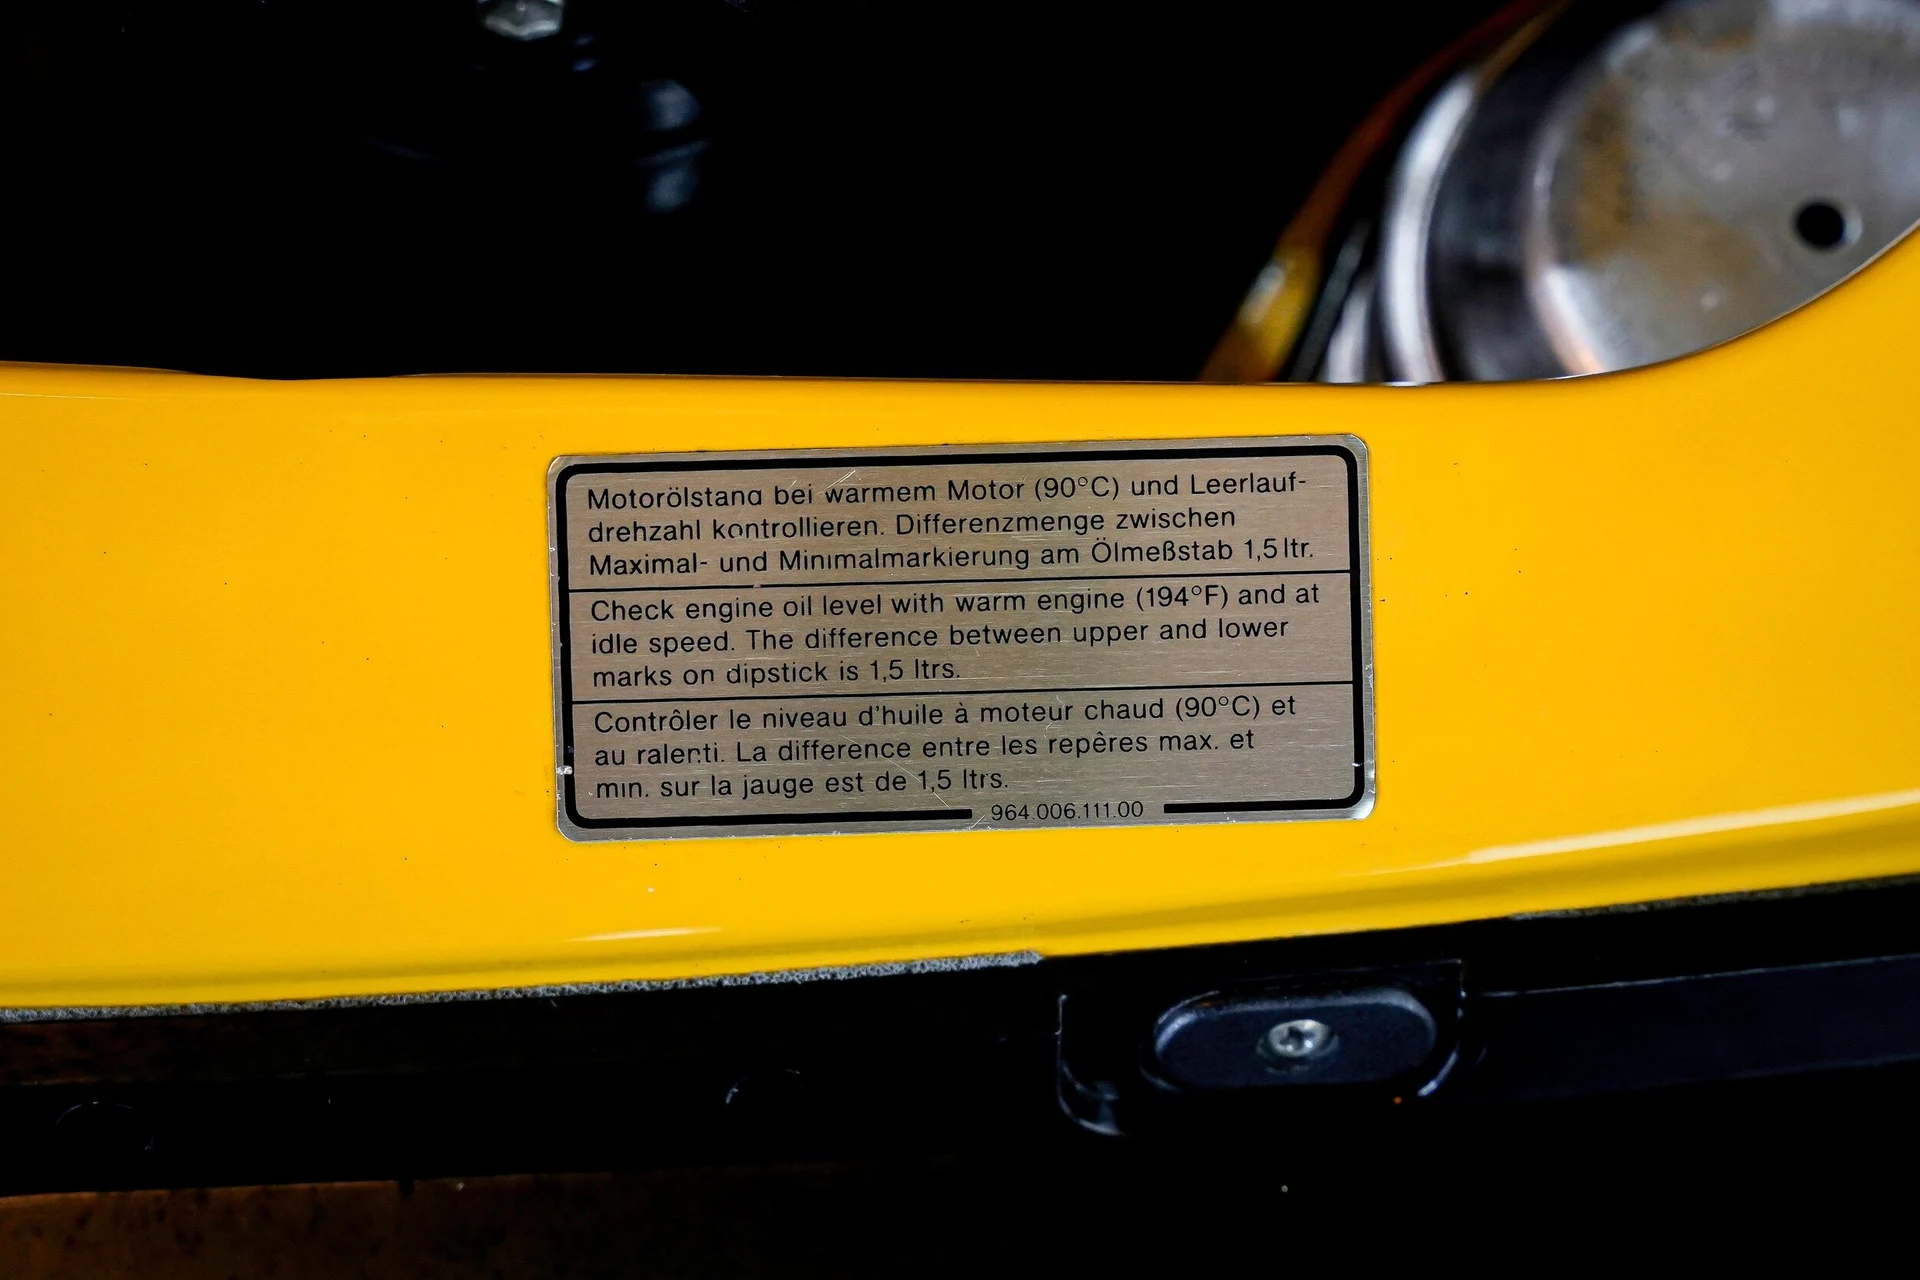 Motorölstand bei warmem Motor (90°C) und Leerlauf-
drehzahl kontrollieren. Differenzmenge zwischen
Maximal- und Minimalmarkierung am Ölmeßstab 1,5 ltr.
Check engine oil level with warm engine (194°F) and at
idle speed. The difference between upper and lower
marks on dipstick is 1,5 ltrs.
Contrôler le niveau d'huile à moteur chaud (90°C) et
au ralenti. La difference entre les repêres max. et
min. sur la jauge est de 1,5 ltrs.
964.006.111.00